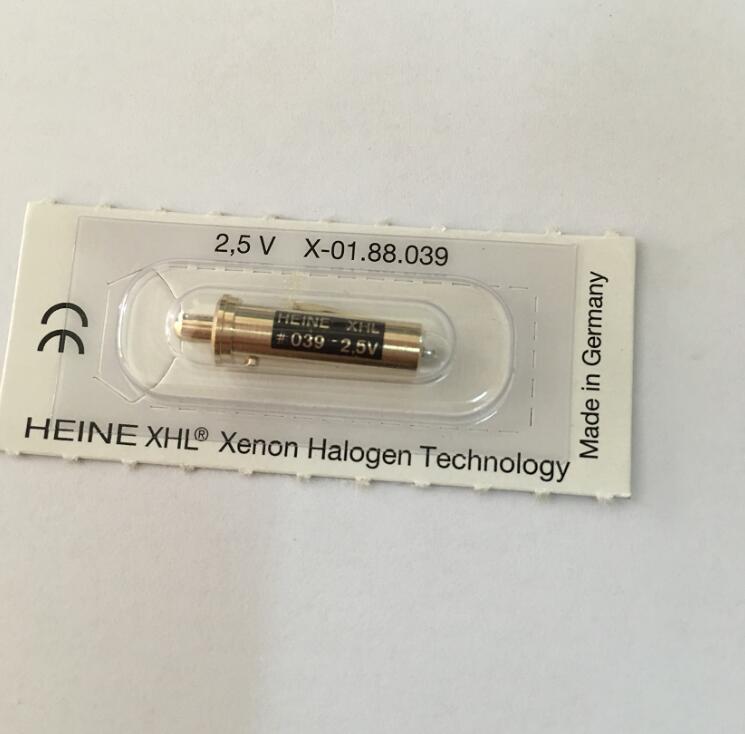 2,5 V X-01.88.039
CE
HEINE XHL
# 039 - 2,5V
HEINE XHL® Xenon Halogen Technology
Made in Germany